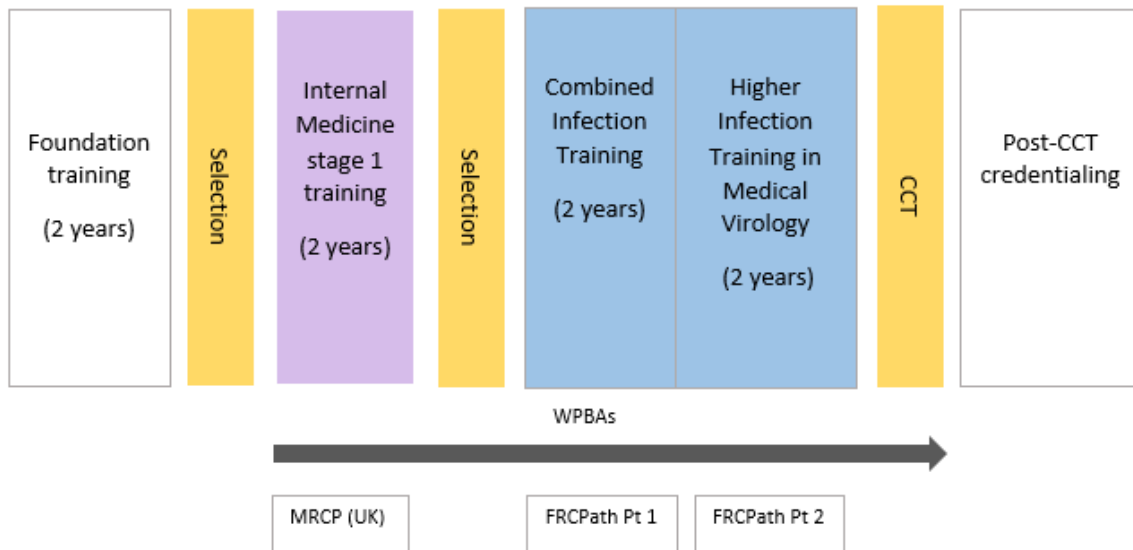 Foundation
training
(2 years)
Selection
Internal
Medicine
stage 1
training
(2 years)
Selection
Combined
Infection
Training
(2 years)
Higher
Infection
Training in
Medical
Virology
(2 years)
CCT
Post-CCT
credentialing
WPBAs
MRCP (UK)
FRCPath Pt 1
FRCPath Pt 2